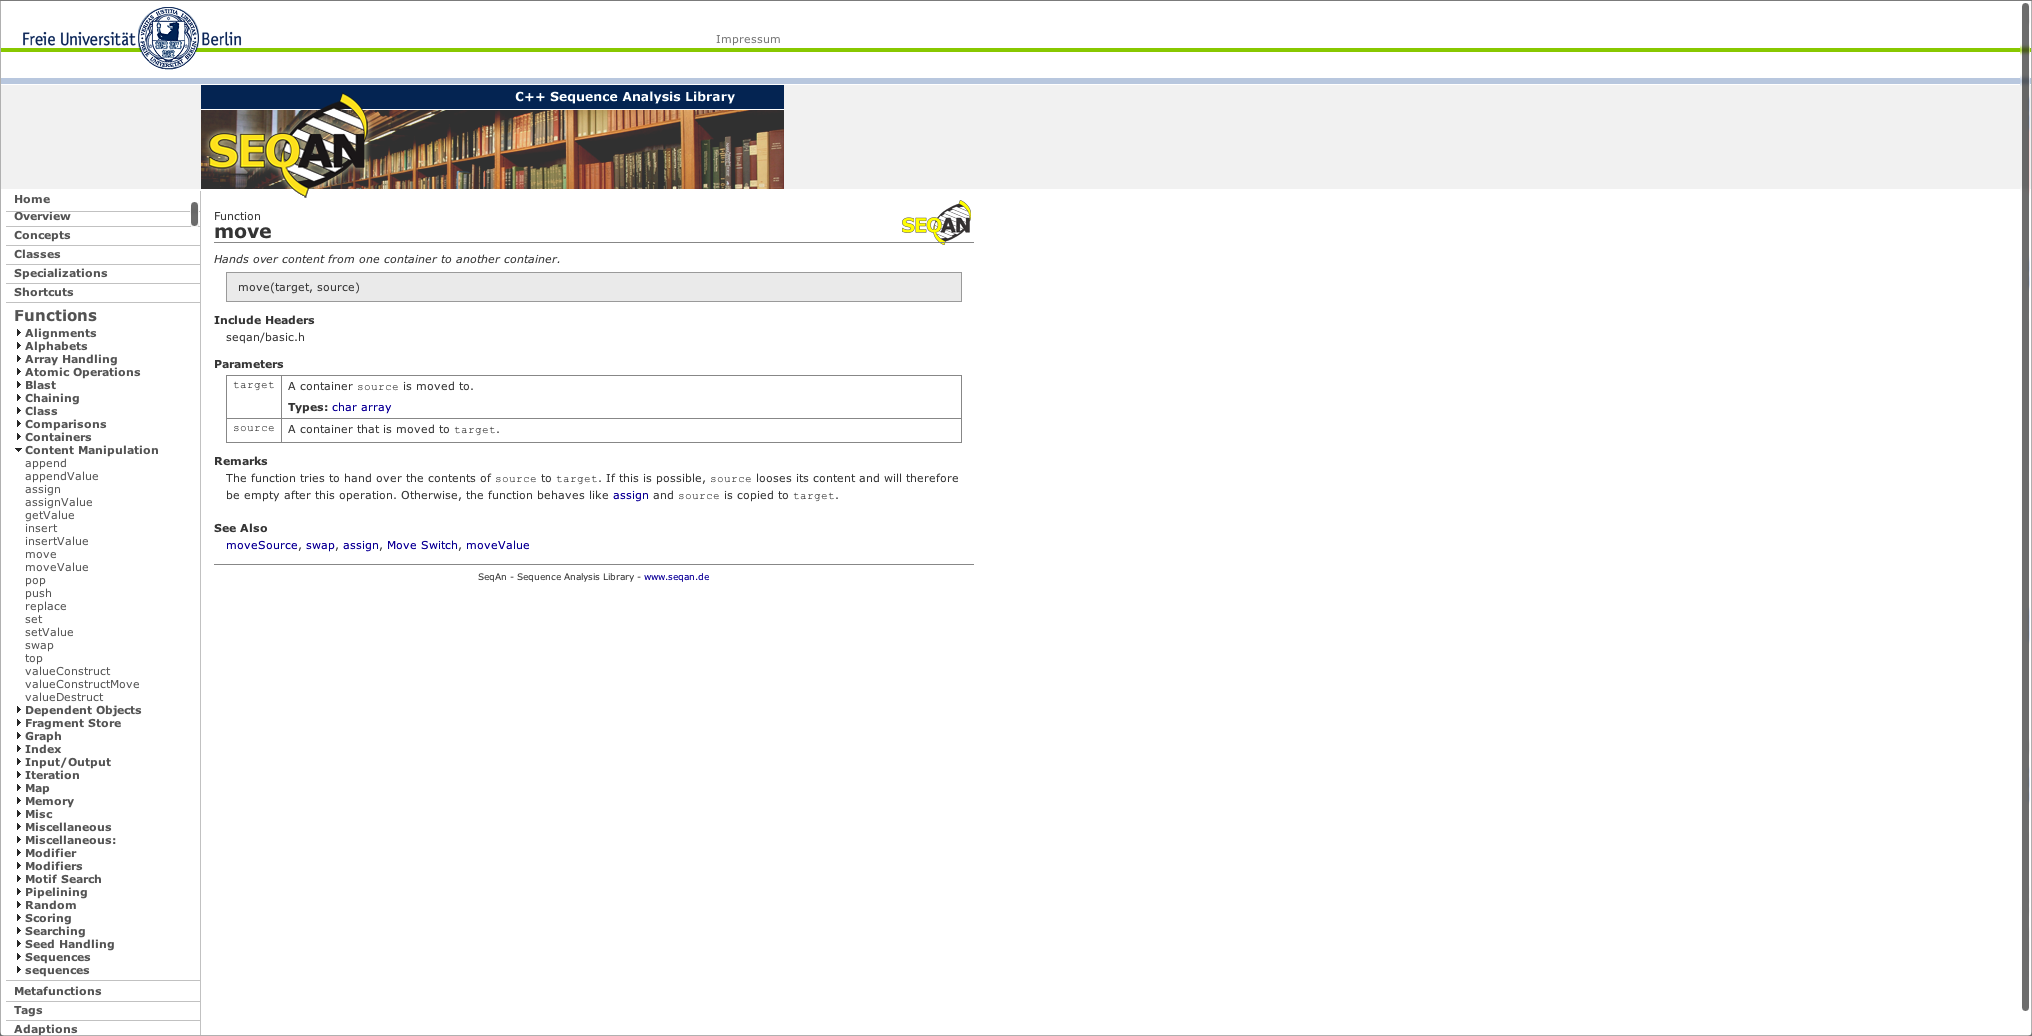 Freie Universität Berlin
Impressum
C++ Sequence Analysis Library
SEQAN
Home
Overview
Concepts
Classes
Specializations
Shortcuts
Functions
Alignments
Alphabets
Array Handling
Atomic Operations
Blast
Chaining
Class
Comparisons
Containers
Content Manipulation
append
appendValue
assign
assignValue
getValue
insert
insertValue
move
moveValue
pop
push
replace
set
setValue
swap
top
valueConstruct
valueConstructMove
valueDestruct
Dependent Objects
Fragment Store
Graph
Index
Input/Output
Iteration
Map
Memory
Misc
Miscellaneous
Miscellaneous:
Modifier
Modifiers
Motif Search
Pipelining
Random
Scoring
Searching
Seed Handling
Sequences
sequences
Metafunctions
Tags
Adaptions
Function
move
SEQAN
Hands over content from one container to another container.
move(target, source)
Include Headers
seqan/basic.h
Parameters
target A container source is moved to.
Types: char array
source A container that is moved to target.
Remarks
The function tries to hand over the contents of source to target. If this is possible, source looses its content and will therefore
be empty after this operation. Otherwise, the function behaves like assign and source is copied to target.
See Also
moveSource, swap, assign, Move Switch, moveValue
SeqAn - Sequence Analysis Library - www.seqan.de